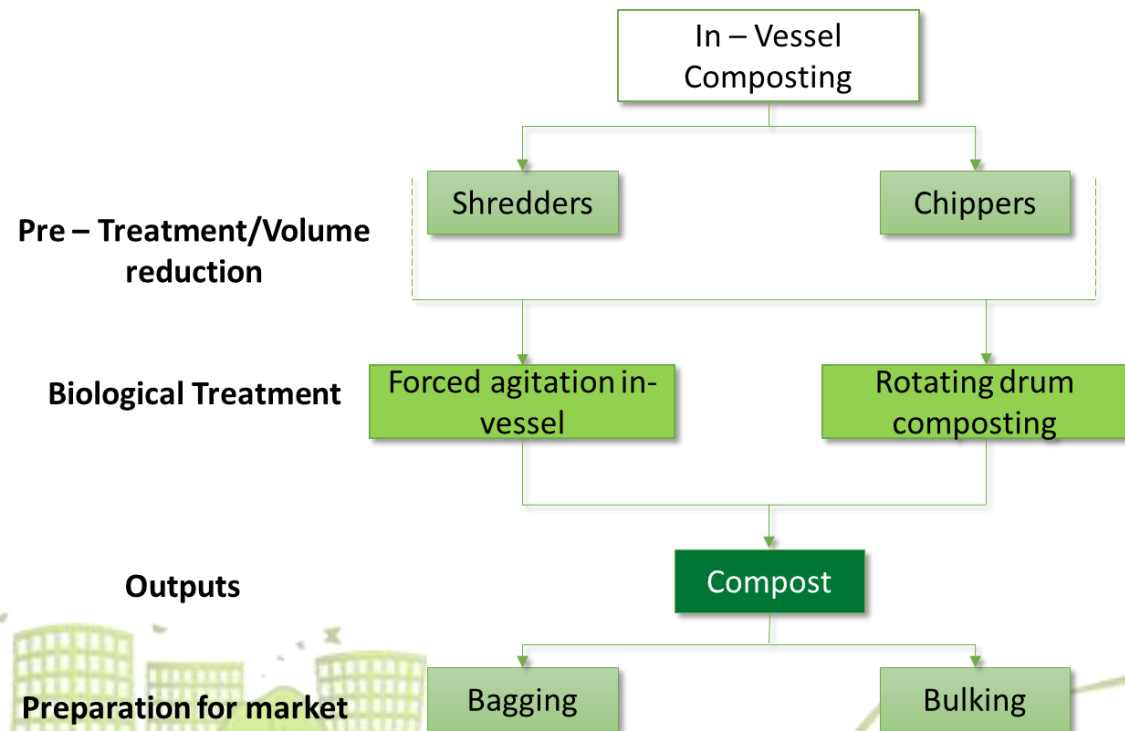 In – Vessel
Composting
Shredders
Chippers
Pre – Treatment/Volume
reduction
Biological Treatment
Forced agitation in-
vessel
Rotating drum
composting
Outputs
Compost
Preparation for market
Bagging
Bulking